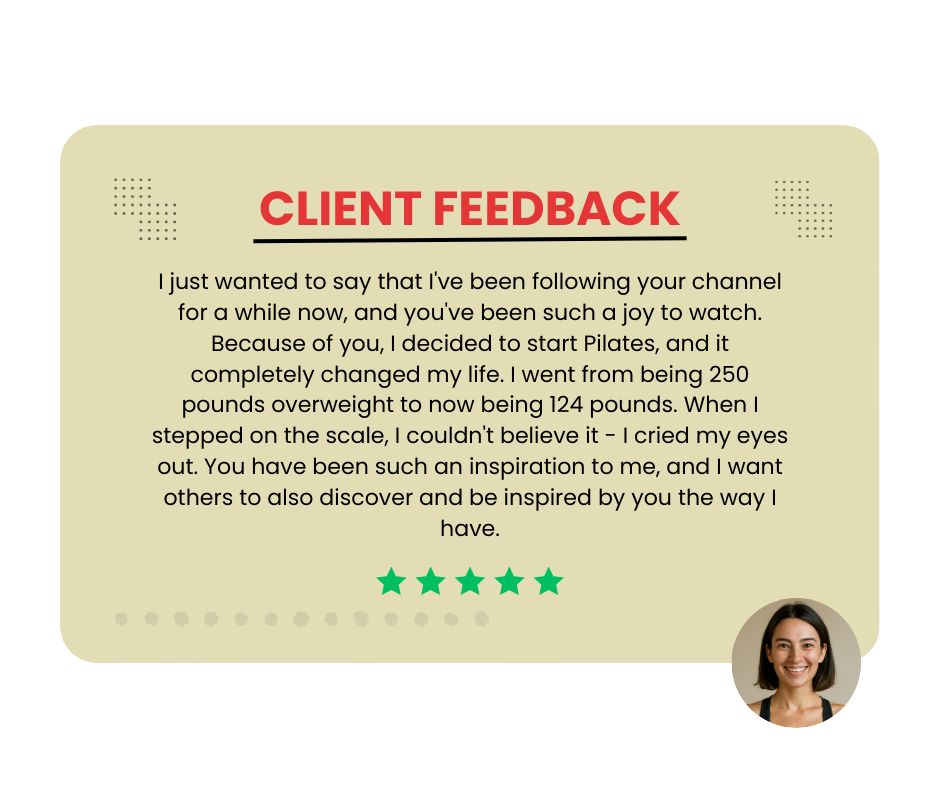 CLIENT FEEDBACK
I just wanted to say that I've been following your channel
for a while now, and you've been such a joy to watch.
Because of you, I decided to start Pilates, and it
completely changed my life. I went from being 250
pounds overweight to now being 124 pounds. When I
stepped on the scale, I couldn't believe it - I cried my eyes
out. You have been such an inspiration to me, and I want
others to also discover and be inspired by you the way I
have.